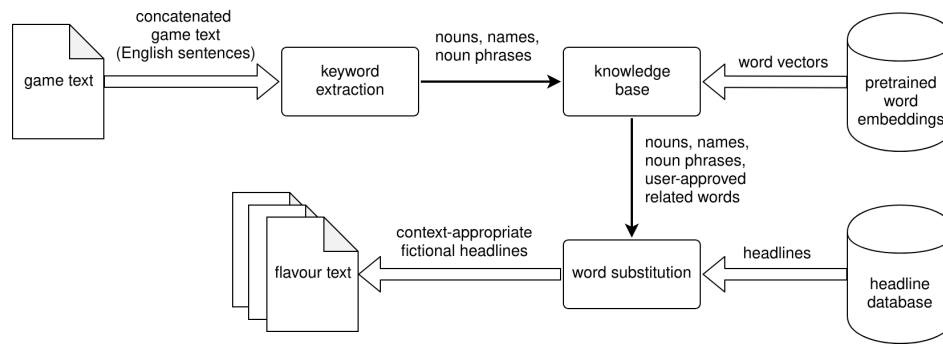 concatenated
game text
(English sentences)
game text
keyword
extraction
nouns, names,
noun phrases
knowledge
base
word vectors
pretrained
word
embeddings
nouns, names,
noun phrases,
user-approved
related words
flavour text
context-appropriate
fictional headlines
word substitution
headlines
headline
database